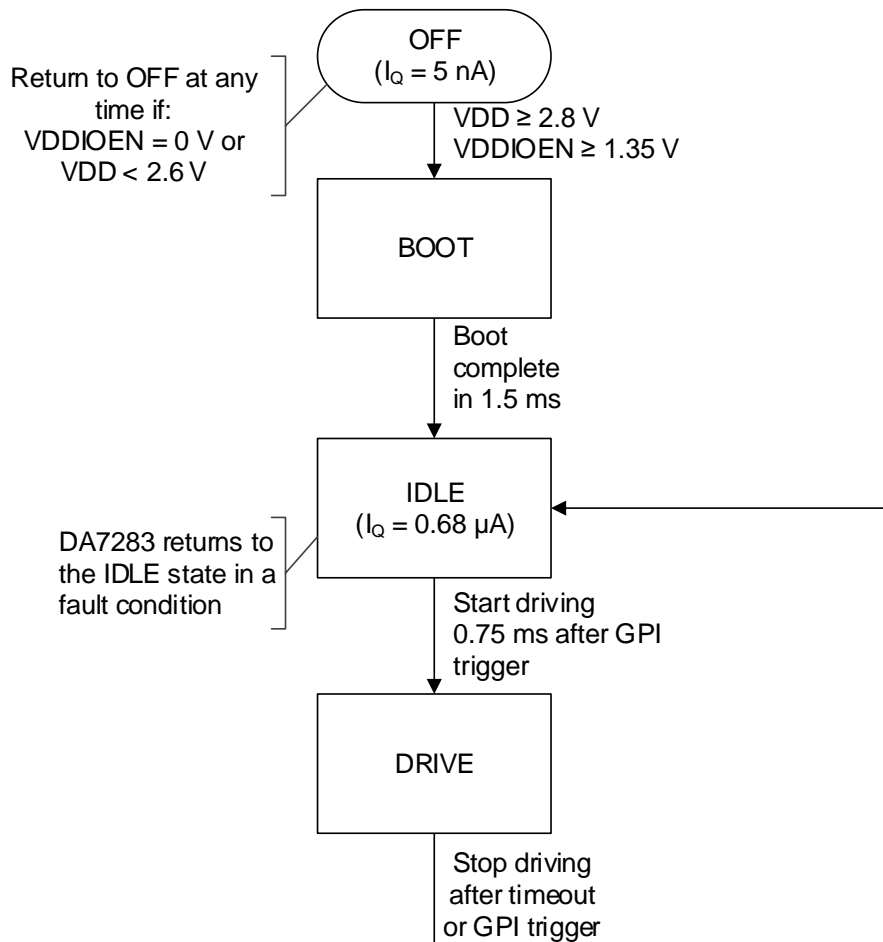 OFF
(IQ = 5 nA)
Return to OFF at any
time if:
VDDIOEN = 0 V or
VDD < 2.6 V
VDD ≥ 2.8 V
VDDIOEN ≥ 1.35 V
BOOT
Boot
complete
in 1.5 ms
IDLE
(IQ = 0.68 µA)
DA7283 returns to
the IDLE state in a
fault condition
Start driving
0.75 ms after GPI
trigger
DRIVE
Stop driving
after timeout
or GPI trigger